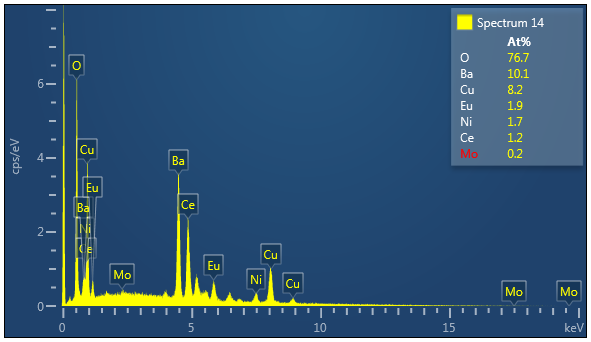 Spectrum 14
At%
O 76.7
Ba 10.1
Cu 8.2
Eu 1.9
Ni 1.7
Ce 1.2
Mo 0.2
cps/eV
6
4
2
0
O
Cu
Eu
Ba
Ni
Ce
Mo
Ba
Ce
Eu
Ni
Cu
Cu
Mo
Mo
0 5 10 15 keV